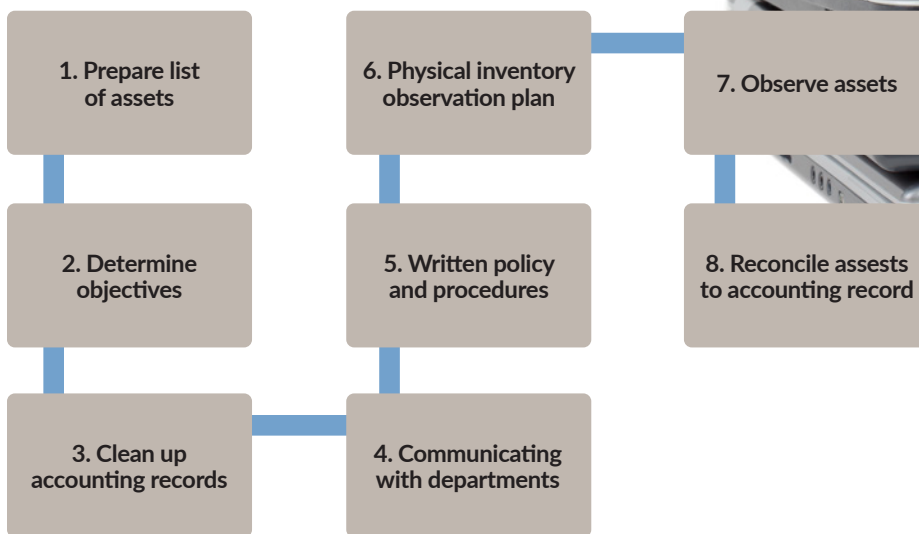 1. Prepare list
of assets
2. Determine
objectives
3. Clean up
accounting records
4. Communicating
with departments
5. Written policy
and procedures
6. Physical inventory
observation plan
7. Observe assets
8. Reconcile assests
to accounting record